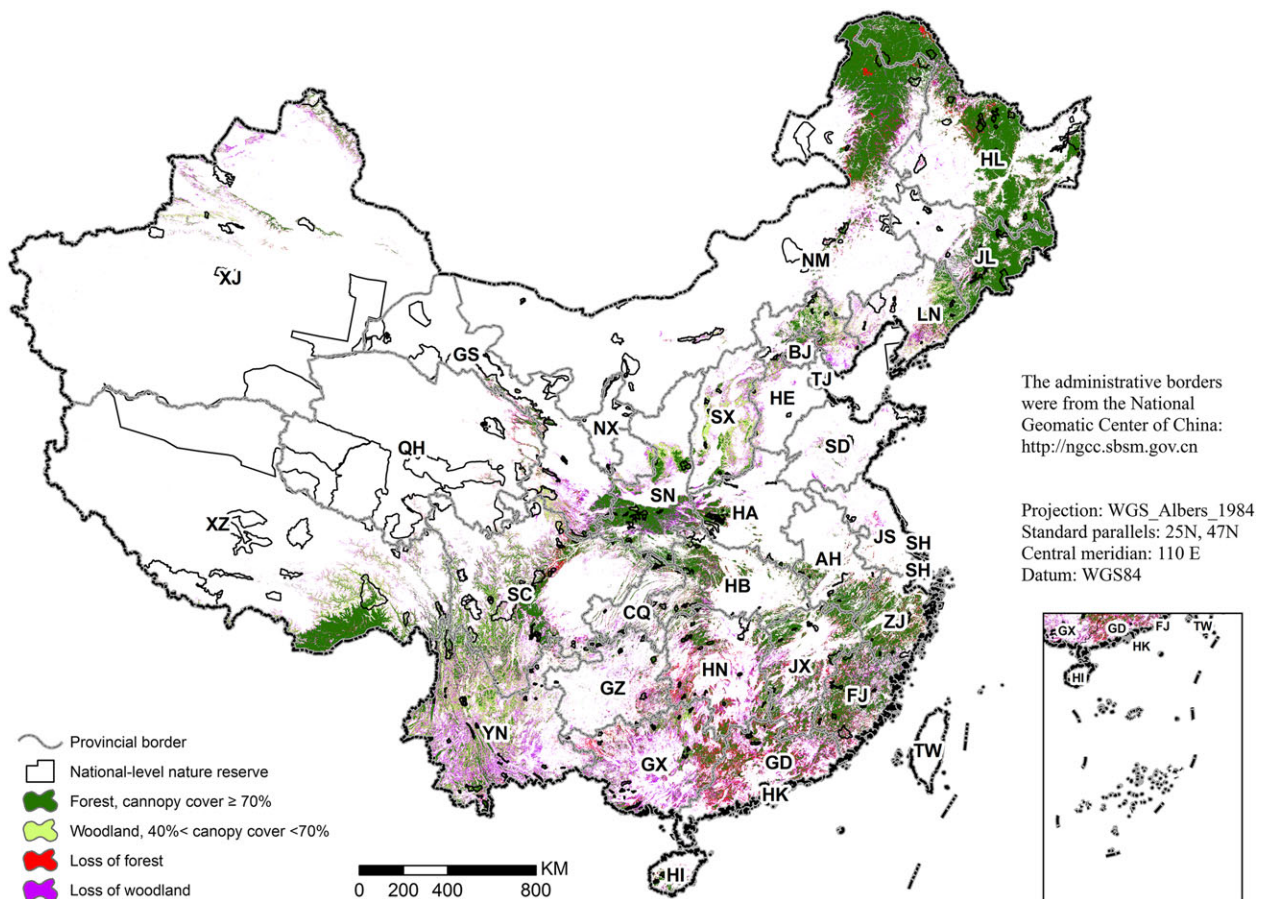 HL
JL
NM
LN
XJ
BJ
GS
TJ
HE
SX
NX
SD
QH
SN
HA
XZ
JS
SH
SH
AH
SC
HB
CQ
ZJ
HN
JX
GZ
FJ
YN
GX
GD
TW
HK
HI
The administrative borders
were from the National
Geomatic Center of China:
http://ngcc.sbsm.gov.cn
Projection: WGS_Albers_1984
Standard parallels: 25N, 47N
Central meridian: 110 E
Datum: WGS84
GX GD FJ TW
HK
HI
Provincial border
National-level nature reserve
Forest, cannopy cover ≥ 70%
Woodland, 40%< canopy cover <70%
Loss of forest
Loss of woodland
KM
0 200 400 800